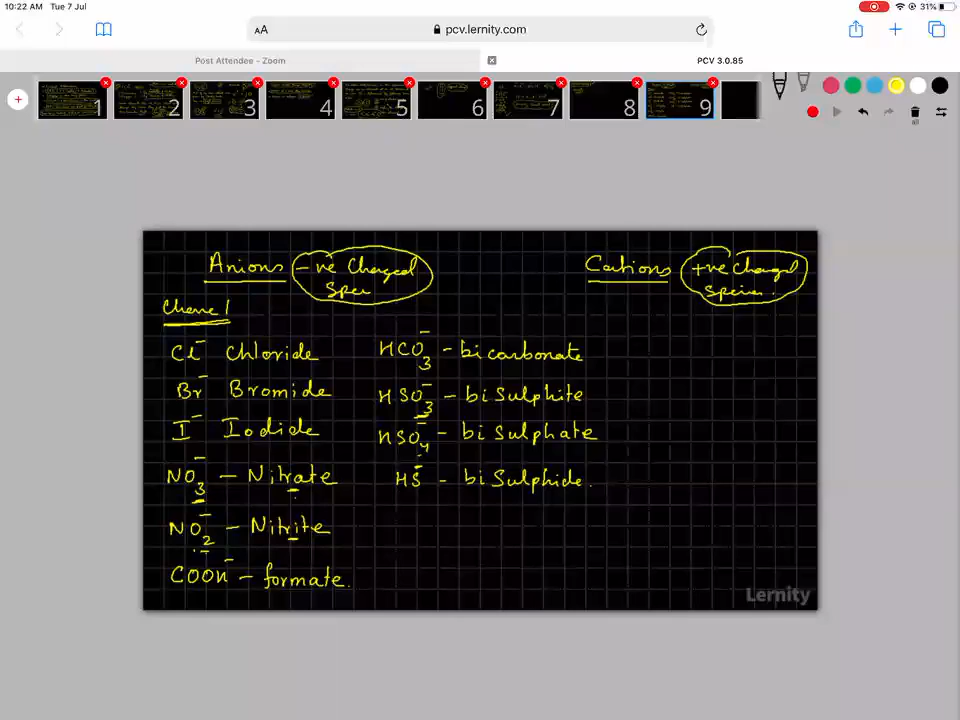 10:22 AM Tue 7 Jul
31%
AA
pcv.lernity.com
Post Attendee - Zoom
PCV 3.0.85
1 2 3 4 5 6 7 8 9
all
Anions -ve Charged
Spe
Cations +ve Charged
Species.
Charge 1
Cl⁻ Chloride
Br⁻ Bromide
I⁻ Iodide
NO₃⁻ - Nitrate
NO₂⁻ - Nitrite
COOH⁻ - formate.
HCO₃⁻ - bicarbonate
HSO₃⁻ - bi Sulphite
HSO₄⁻ - bi Sulphate
HS⁻ - bi Sulphide.
Lernity